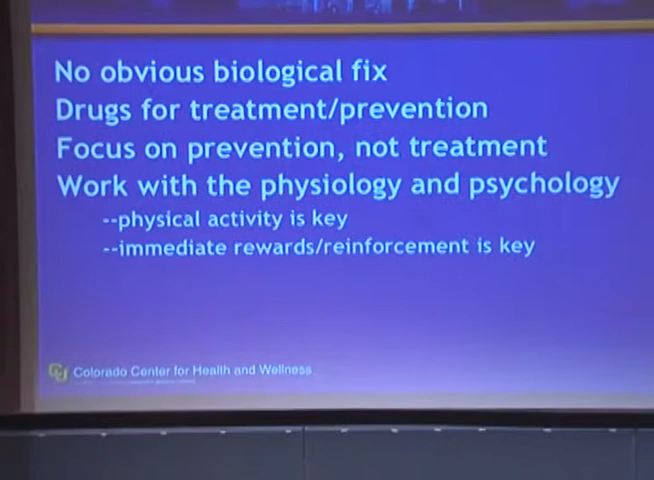 No obvious biological fix
Drugs for treatment/prevention
Focus on prevention, not treatment
Work with the physiology and psychology
--physical activity is key
--immediate rewards/reinforcement is key
CU Colorado Center for Health and Wellness